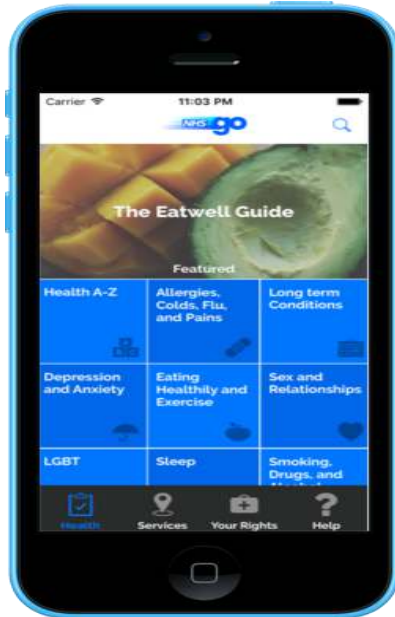 Carrier 11:03 PM
NHS go
The Eatwell Guide
Featured
Health A-Z
Allergies,
Colds, Flu,
and Pains
Long term
Conditions
Depression
and Anxiety
Eating
Healthily and
Exercise
Sex and
Relationships
LGBT
Sleep
Smoking,
Drugs, and
Alcohol
Health Services Your Rights Help